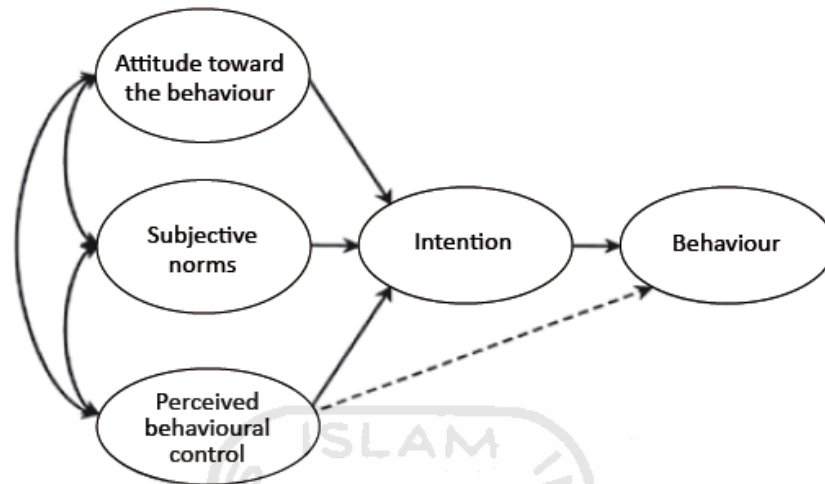 Attitude toward
the behaviour
Subjective
norms
Intention
Behaviour
Perceived
behavioural
control
ISLAM